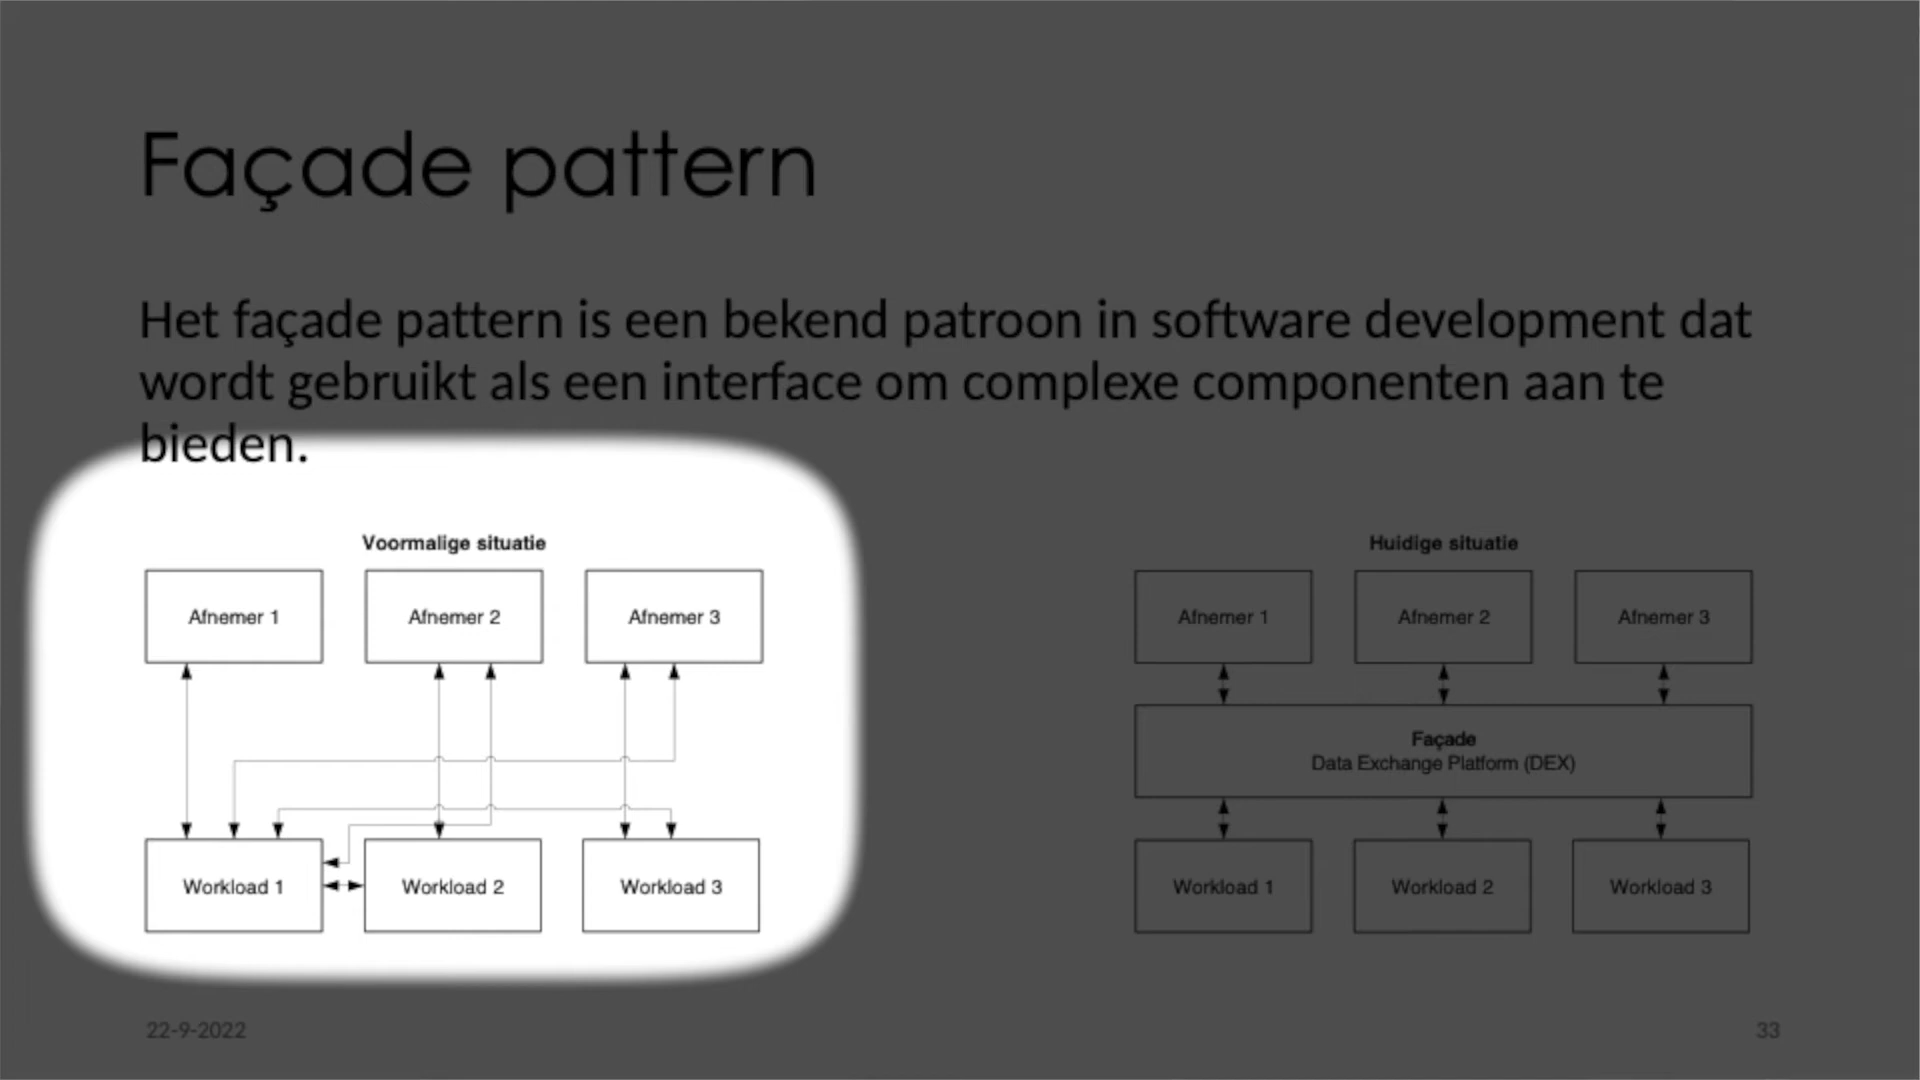 Façade pattern
Het façade pattern is een bekend patroon in software development dat
wordt gebruikt als een interface om complexe componenten aan te
bieden.
Voormalige situatie
Afnemer 1
Afnemer 2
Afnemer 3
Workload 1
Workload 2
Workload 3
Huidige situatie
Afnemer 1
Afnemer 2
Afnemer 3
Façade
Data Exchange Platform (DEX)
Workload 1
Workload 2
Workload 3
22-9-2022
33